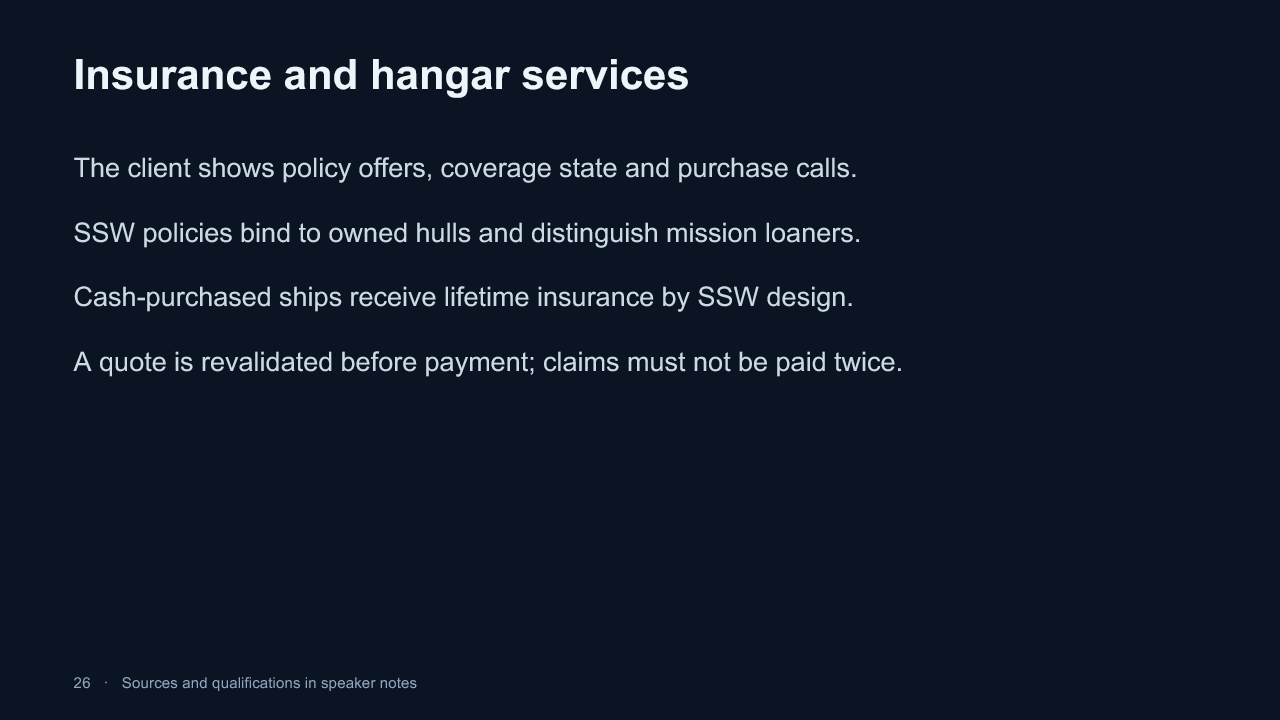 Insurance and hangar services
The client shows policy offers, coverage state and purchase calls.
SSW policies bind to owned hulls and distinguish mission loaners.
Cash-purchased ships receive lifetime insurance by SSW design.
A quote is revalidated before payment; claims must not be paid twice.
26 · Sources and qualifications in speaker notes